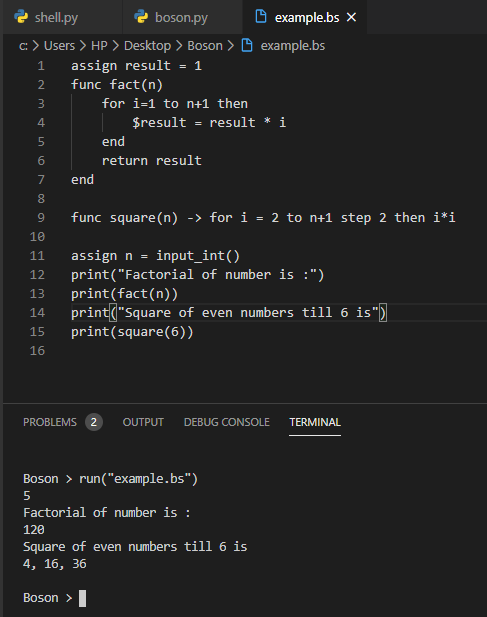 shell.py boson.py example.bs
c: > Users > HP > Desktop > Boson > example.bs
1 assign result = 1
2 func fact(n)
3 for i=1 to n+1 then
4 $result = result * i
5 end
6 return result
7 end
8
9 func square(n) -> for i = 2 to n+1 step 2 then i*i
10
11 assign n = input_int()
12 print("Factorial of number is :")
13 print(fact(n))
14 print("Square of even numbers till 6 is")
15 print(square(6))
16
PROBLEMS 2 OUTPUT DEBUG CONSOLE TERMINAL
Boson > run("example.bs")
5
Factorial of number is :
120
Square of even numbers till 6 is
4, 16, 36
Boson >